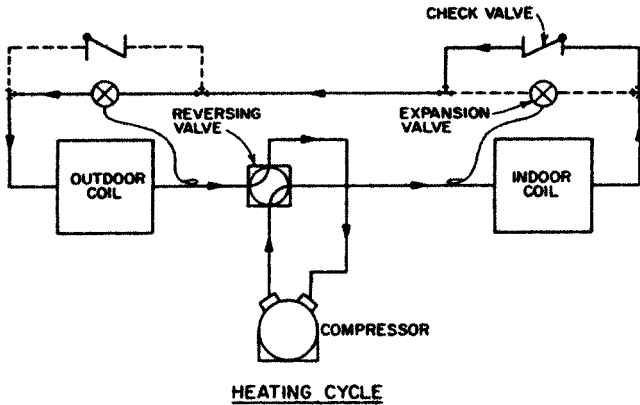 CHECK VALVE
REVERSING
VALVE
EXPANSION
VALVE
OUTDOOR
COIL
INDOOR
COIL
COMPRESSOR
HEATING CYCLE